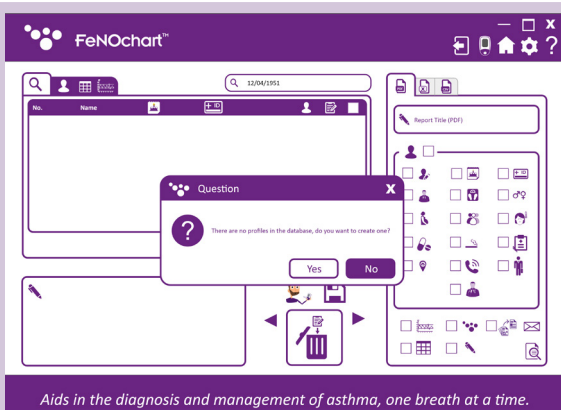 FeNOchart™
12/04/1951
No.
Name
ID
ID
Report Title (PDF)
Question
X
There are no profiles in the database, do you want to create one?
Yes
No
Aids in the diagnosis and management of asthma, one breath at a time.